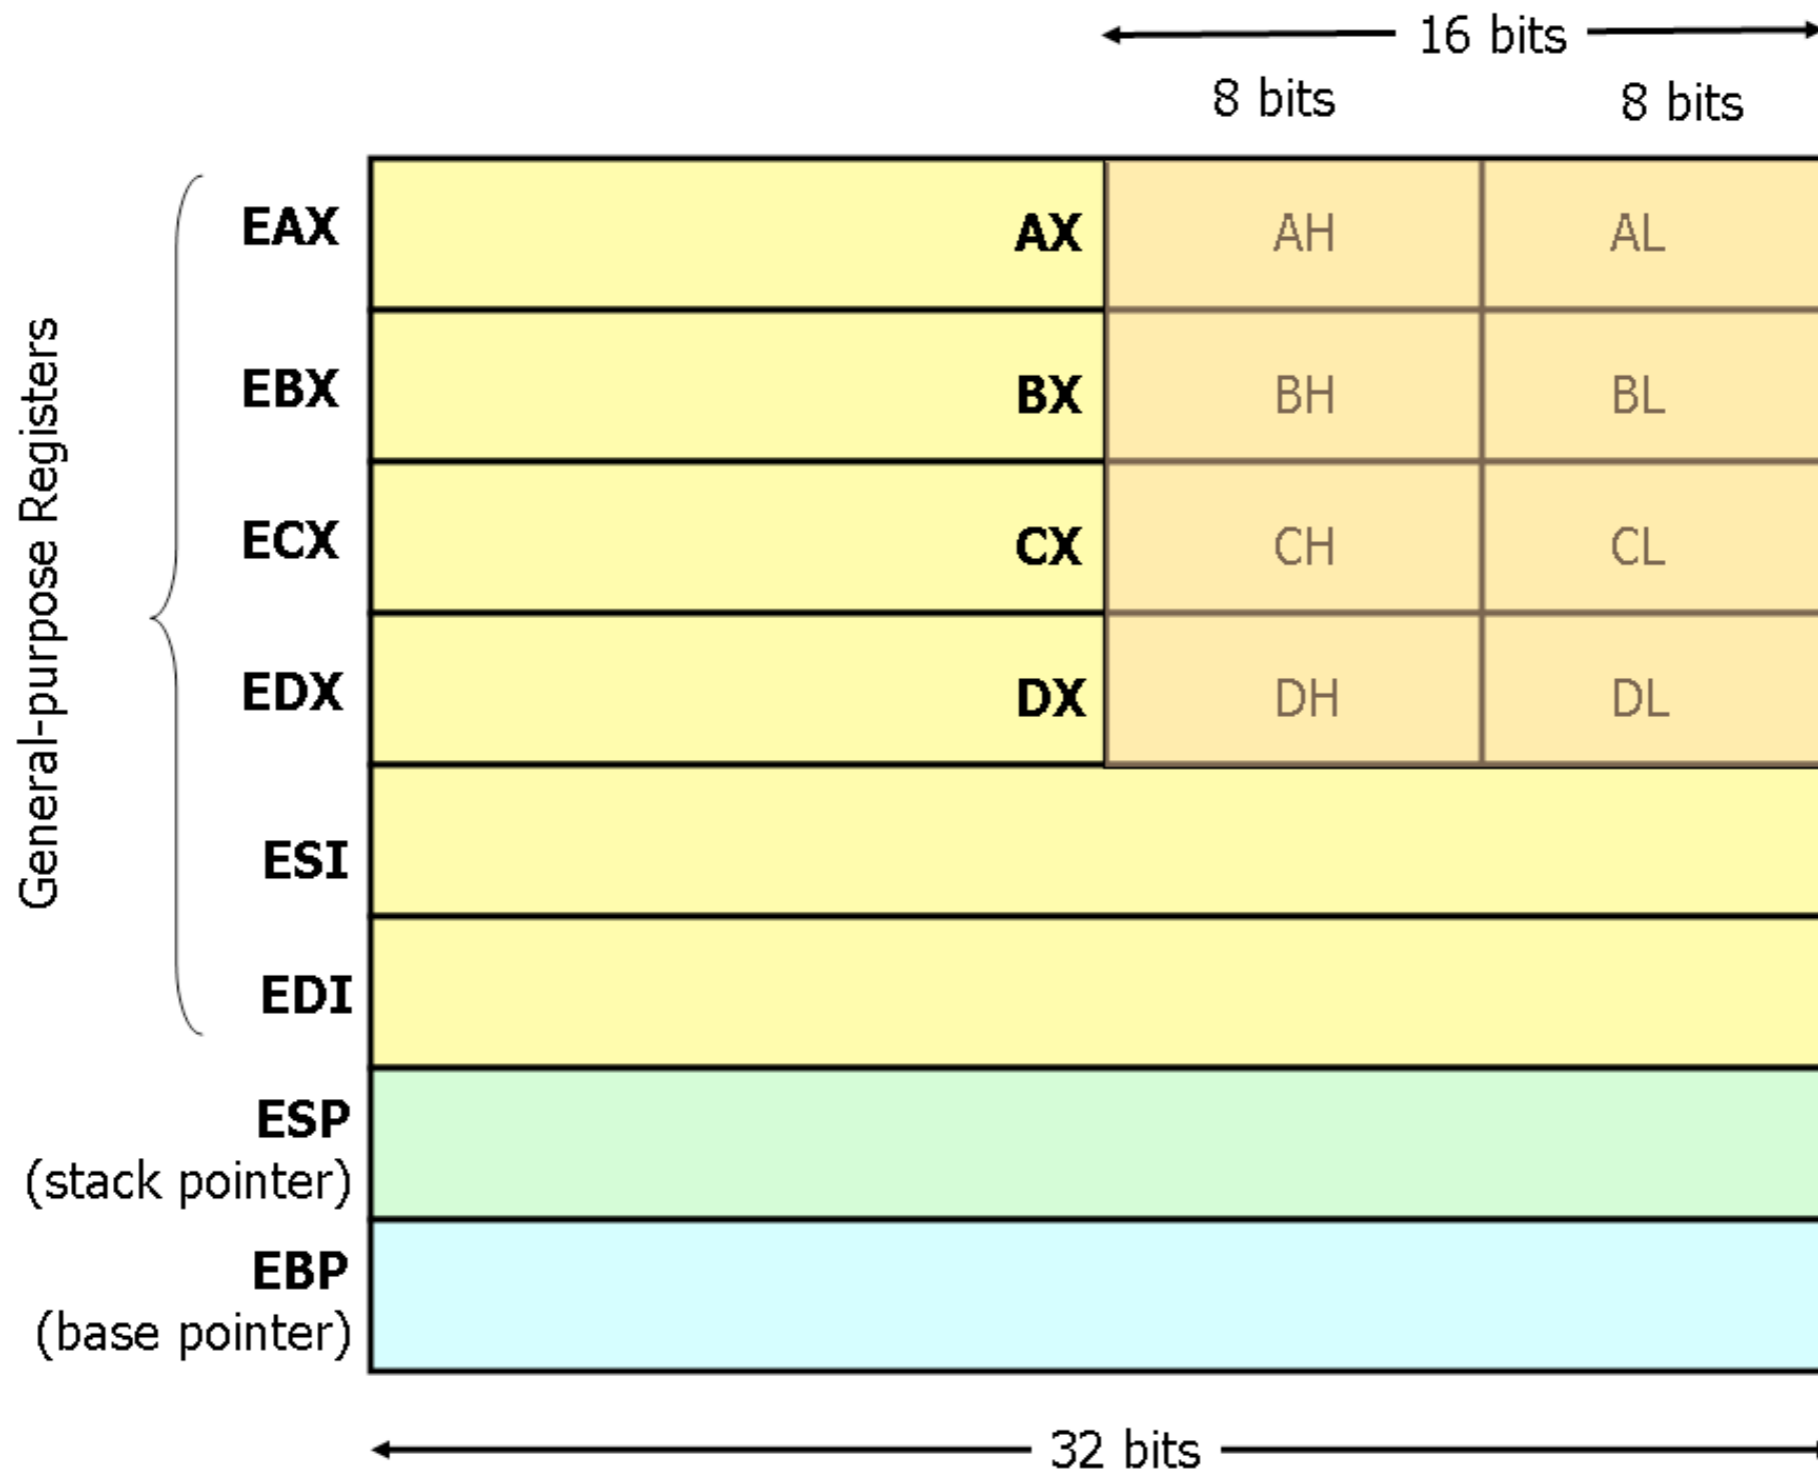 16 bits
8 bits 8 bits
General-purpose Registers
EAX AX AH AL
EBX BX BH BL
ECX CX CH CL
EDX DX DH DL
ESI
EDI
ESP
(stack pointer)
EBP
(base pointer)
32 bits